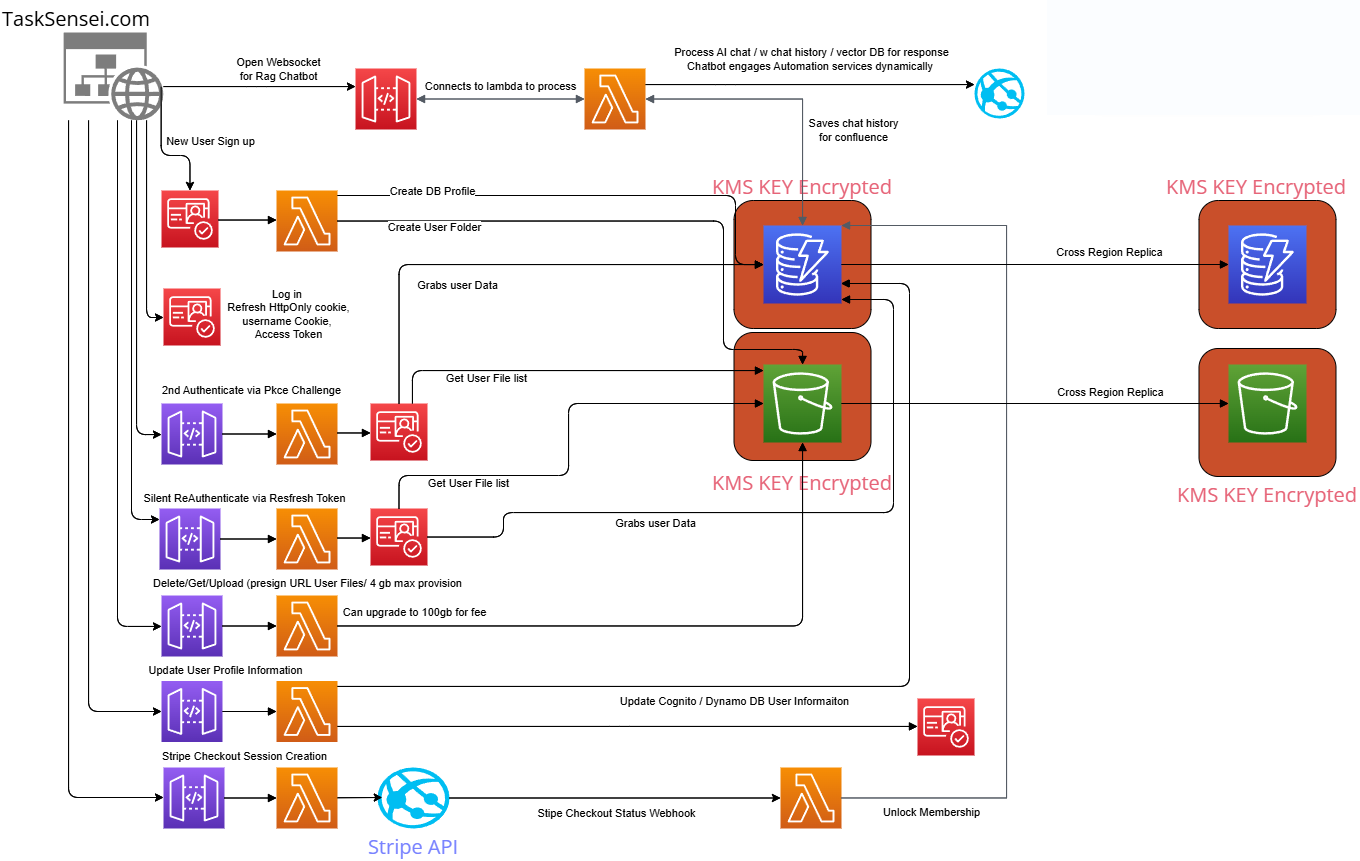 TaskSensei.com
Open Websocket
for Rag Chatbot
Connects to lambda to process
Process AI chat / w chat history / vector DB for response
Chatbot engages Automation services dynamically
Saves chat history
for confluence
New User Sign up
Create DB Profile
Create User Folder
KMS KEY Encrypted
KMS KEY Encrypted
Cross Region Replica
Grabs user Data
Log in
Refresh HttpOnly cookie,
username Cookie,
Access Token
2nd Authenticate via Pkce Challenge
Get User File list
Cross Region Replica
KMS KEY Encrypted
KMS KEY Encrypted
Silent ReAuthenticate via Resfresh Token
Get User File list
Grabs user Data
Delete/Get/Upload (presign URL User Files/ 4 gb max provision
Can upgrade to 100gb for fee
Update User Profile Information
Update Cognito / Dynamo DB User Informaiton
Stripe Checkout Session Creation
Stipe Checkout Status Webhook
Unlock Membership
Stripe API